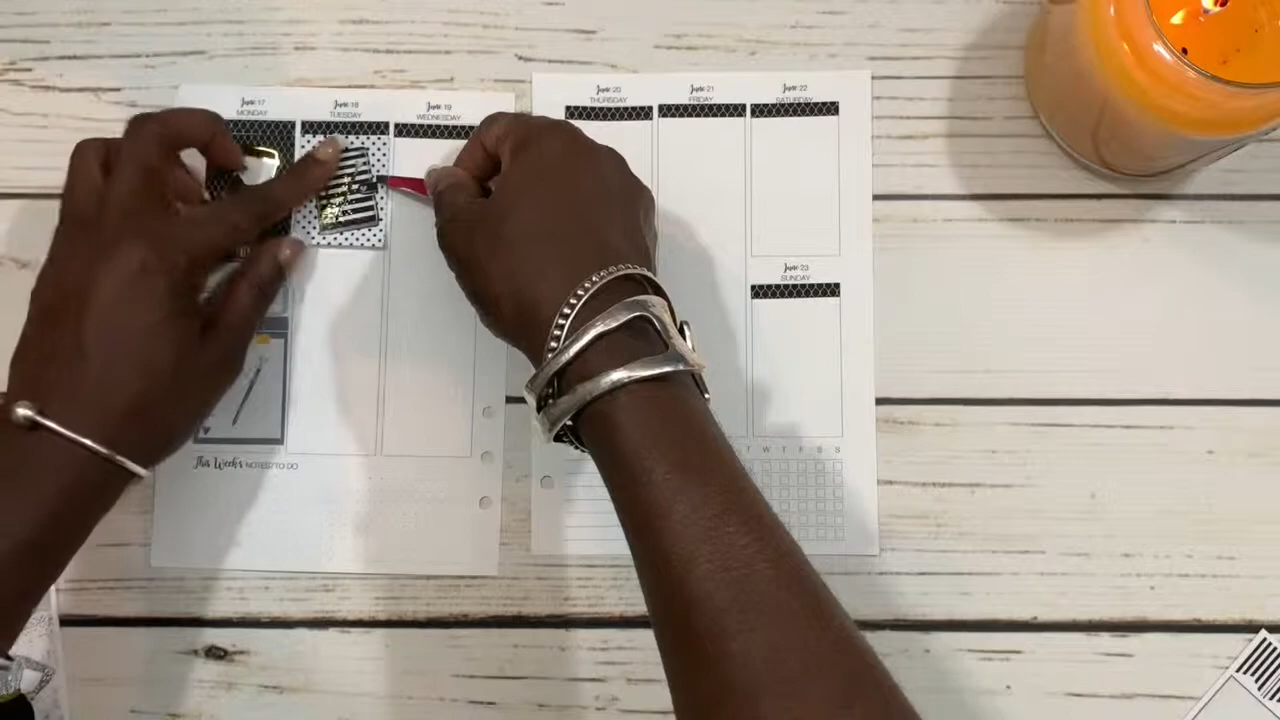 June 17
MONDAY
June 18
TUESDAY
June 19
WEDNESDAY
This Week's NOTES/TO DO
June 20
THURSDAY
June 21
FRIDAY
June 22
SATURDAY
June 23
SUNDAY
T W T F S S